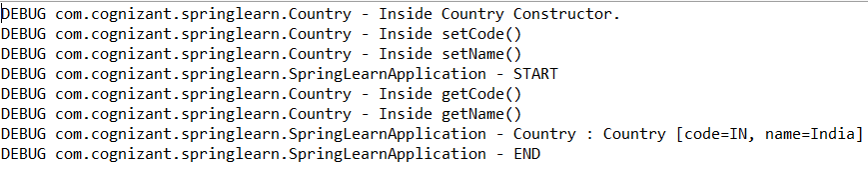 DEBUG com.cognizant.springlearn.Country - Inside Country Constructor.
DEBUG com.cognizant.springlearn.Country - Inside setCode()
DEBUG com.cognizant.springlearn.Country - Inside setName()
DEBUG com.cognizant.springlearn.SpringLearnApplication - START
DEBUG com.cognizant.springlearn.Country - Inside getCode()
DEBUG com.cognizant.springlearn.Country - Inside getName()
DEBUG com.cognizant.springlearn.SpringLearnApplication - Country : Country [code=IN, name=India]
DEBUG com.cognizant.springlearn.SpringLearnApplication - END